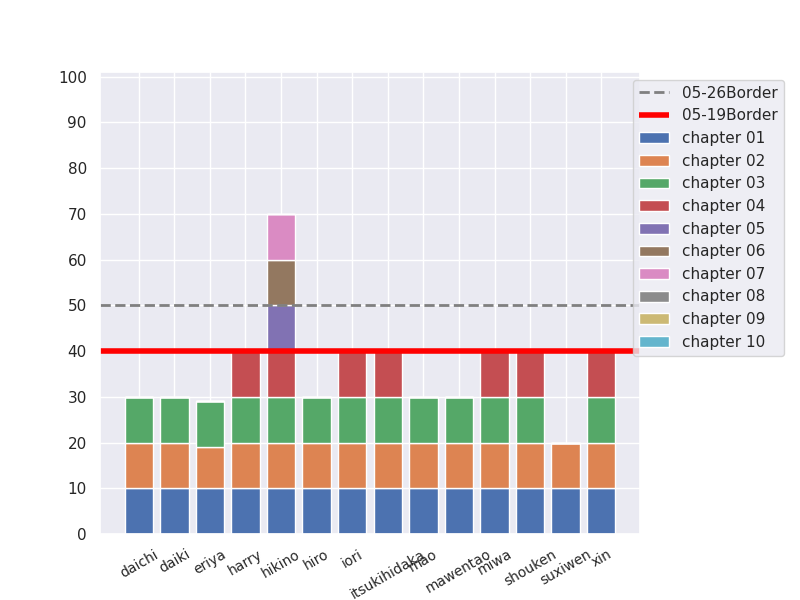 100
90
80
70
60
50
40
30
20
10
0
daichi
daiki
eriya
harry
hikino
hiro
iori
itsukihidaka
mao
mawentao
miwa
shouken
suxiwen
xin
05-26Border
05-19Border
chapter 01
chapter 02
chapter 03
chapter 04
chapter 05
chapter 06
chapter 07
chapter 08
chapter 09
chapter 10